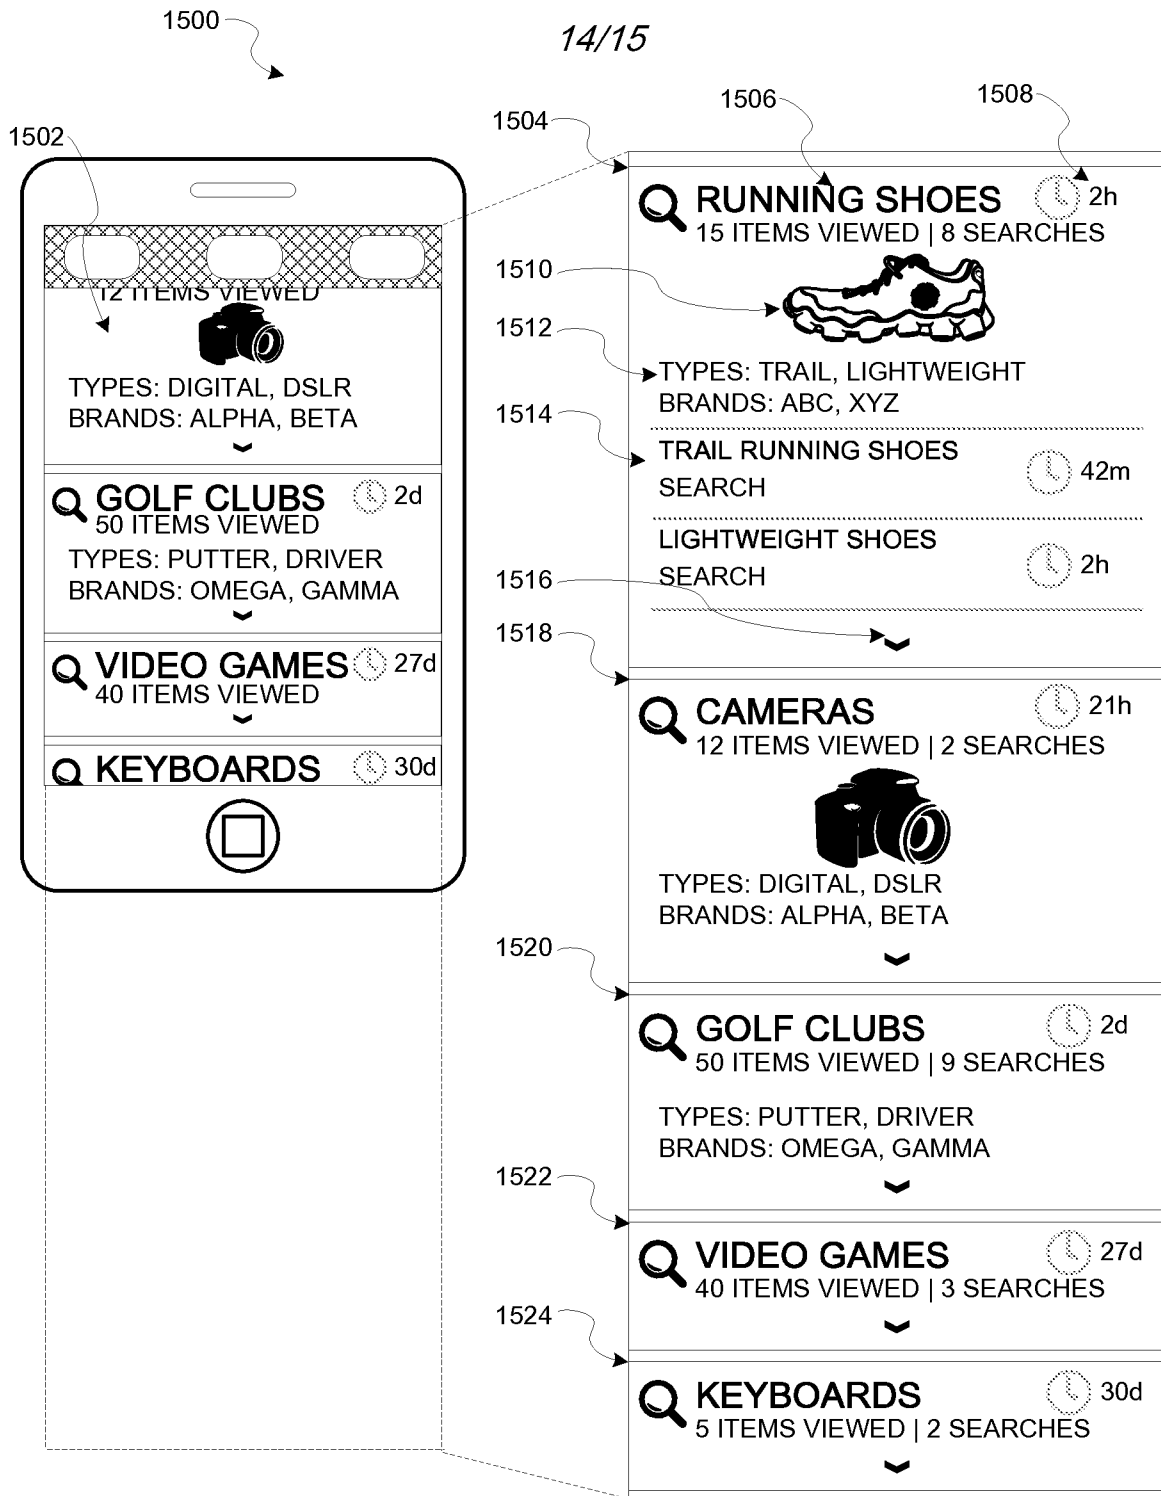 14/15
1500
1502
12 ITEMS VIEWED
TYPES: DIGITAL, DSLR
BRANDS: ALPHA, BETA
GOLF CLUBS 2d
50 ITEMS VIEWED
TYPES: PUTTER, DRIVER
BRANDS: OMEGA, GAMMA
VIDEO GAMES 27d
40 ITEMS VIEWED
KEYBOARDS 30d
1504
1506
1508
RUNNING SHOES 2h
15 ITEMS VIEWED | 8 SEARCHES
1510
1512
TYPES: TRAIL, LIGHTWEIGHT
BRANDS: ABC, XYZ
1514
TRAIL RUNNING SHOES
SEARCH
42m
LIGHTWEIGHT SHOES
SEARCH
2h
1516
1518
CAMERAS 21h
12 ITEMS VIEWED | 2 SEARCHES
TYPES: DIGITAL, DSLR
BRANDS: ALPHA, BETA
1520
GOLF CLUBS 2d
50 ITEMS VIEWED | 9 SEARCHES
TYPES: PUTTER, DRIVER
BRANDS: OMEGA, GAMMA
1522
VIDEO GAMES 27d
40 ITEMS VIEWED | 3 SEARCHES
1524
KEYBOARDS 30d
5 ITEMS VIEWED | 2 SEARCHES